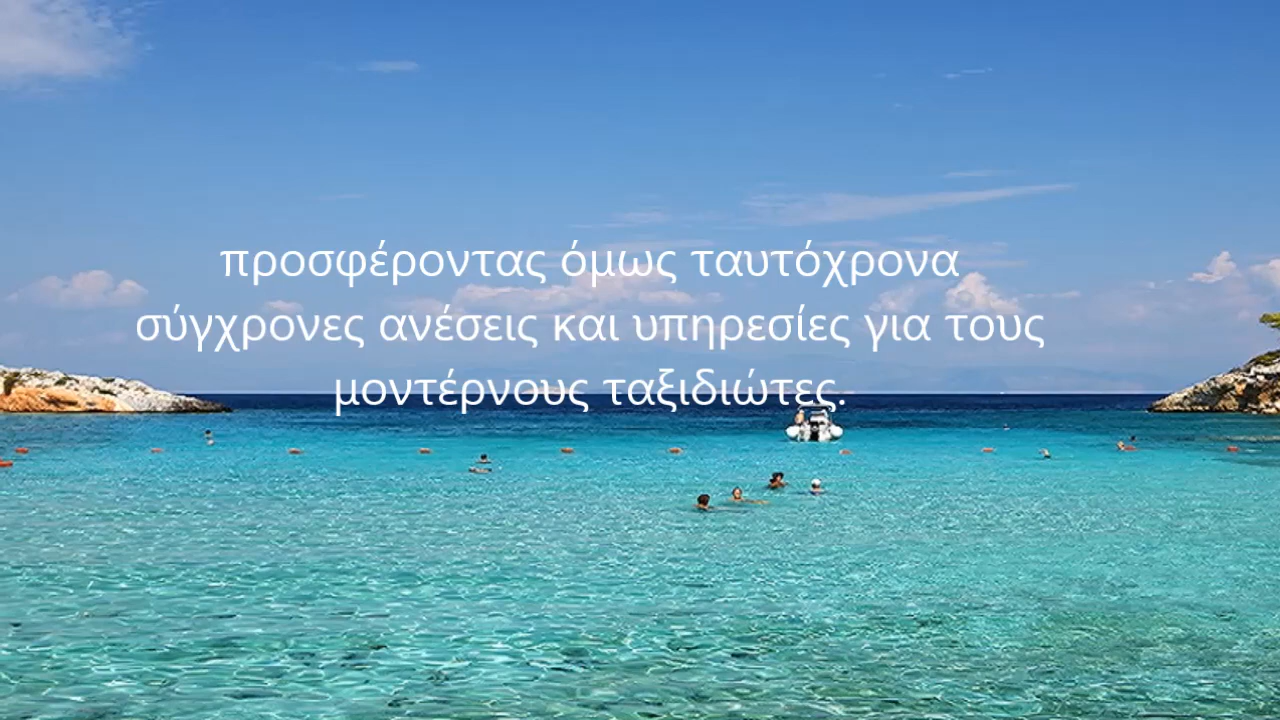 προσφέροντας όμως ταυτόχρονα
σύγχρονες ανέσεις και υπηρεσίες για τους
μοντέρνους ταξιδιώτες.